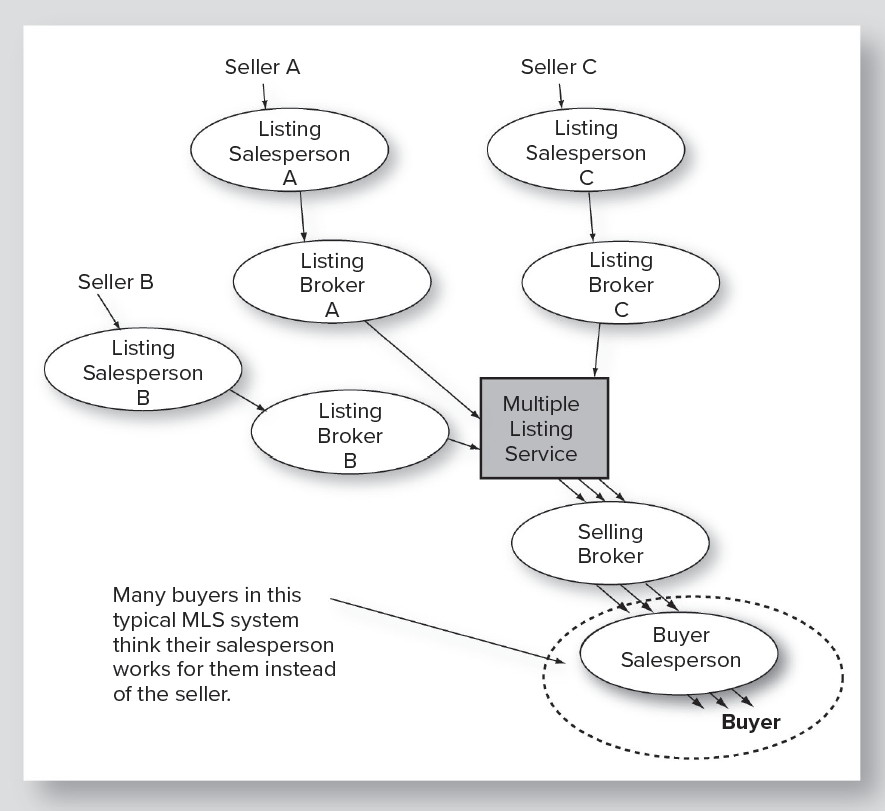 Seller A
Seller C
Listing
Salesperson
A
Listing
Salesperson
C
Listing
Broker
A
Listing
Broker
C
Seller B
Listing
Salesperson
B
Listing
Broker
B
Multiple
Listing
Service
Selling
Broker
Many buyers in this
typical MLS system
think their salesperson
works for them instead
of the seller.
Buyer
Salesperson
Buyer